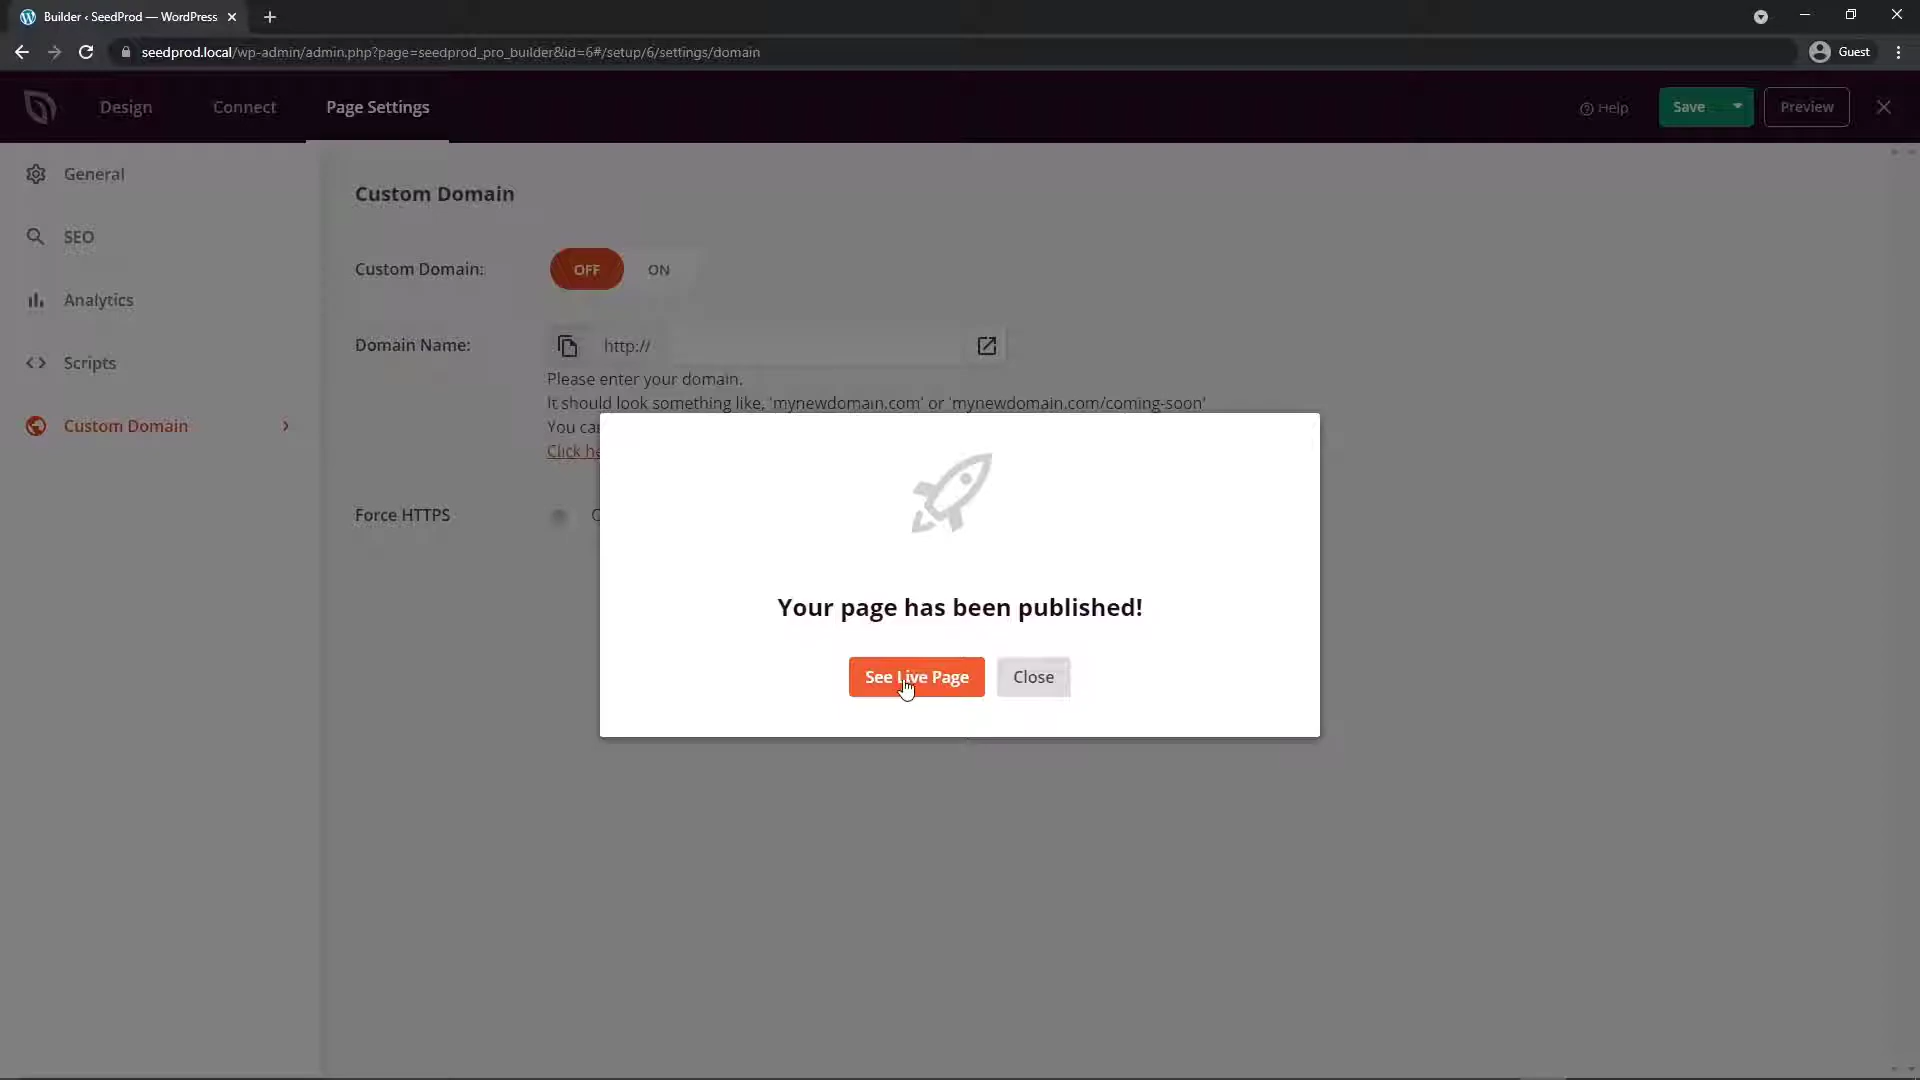 Builder ‹ SeedProd — WordPress
seedprod.local/wp-admin/admin.php?page=seedprod_pro_builder&id=6#/setup/6/settings/domain
Guest
Design
Connect
Page Settings
Help
Save
Preview
General
SEO
Analytics
Scripts
Custom Domain
Custom Domain
Custom Domain:
OFF
ON
Domain Name:
http://
Please enter your domain.
It should look something like, 'mynewdomain.com' or 'mynewdomain.com/coming-soon'
You
Click
Force HTTPS
Your page has been published!
See Live Page
Close